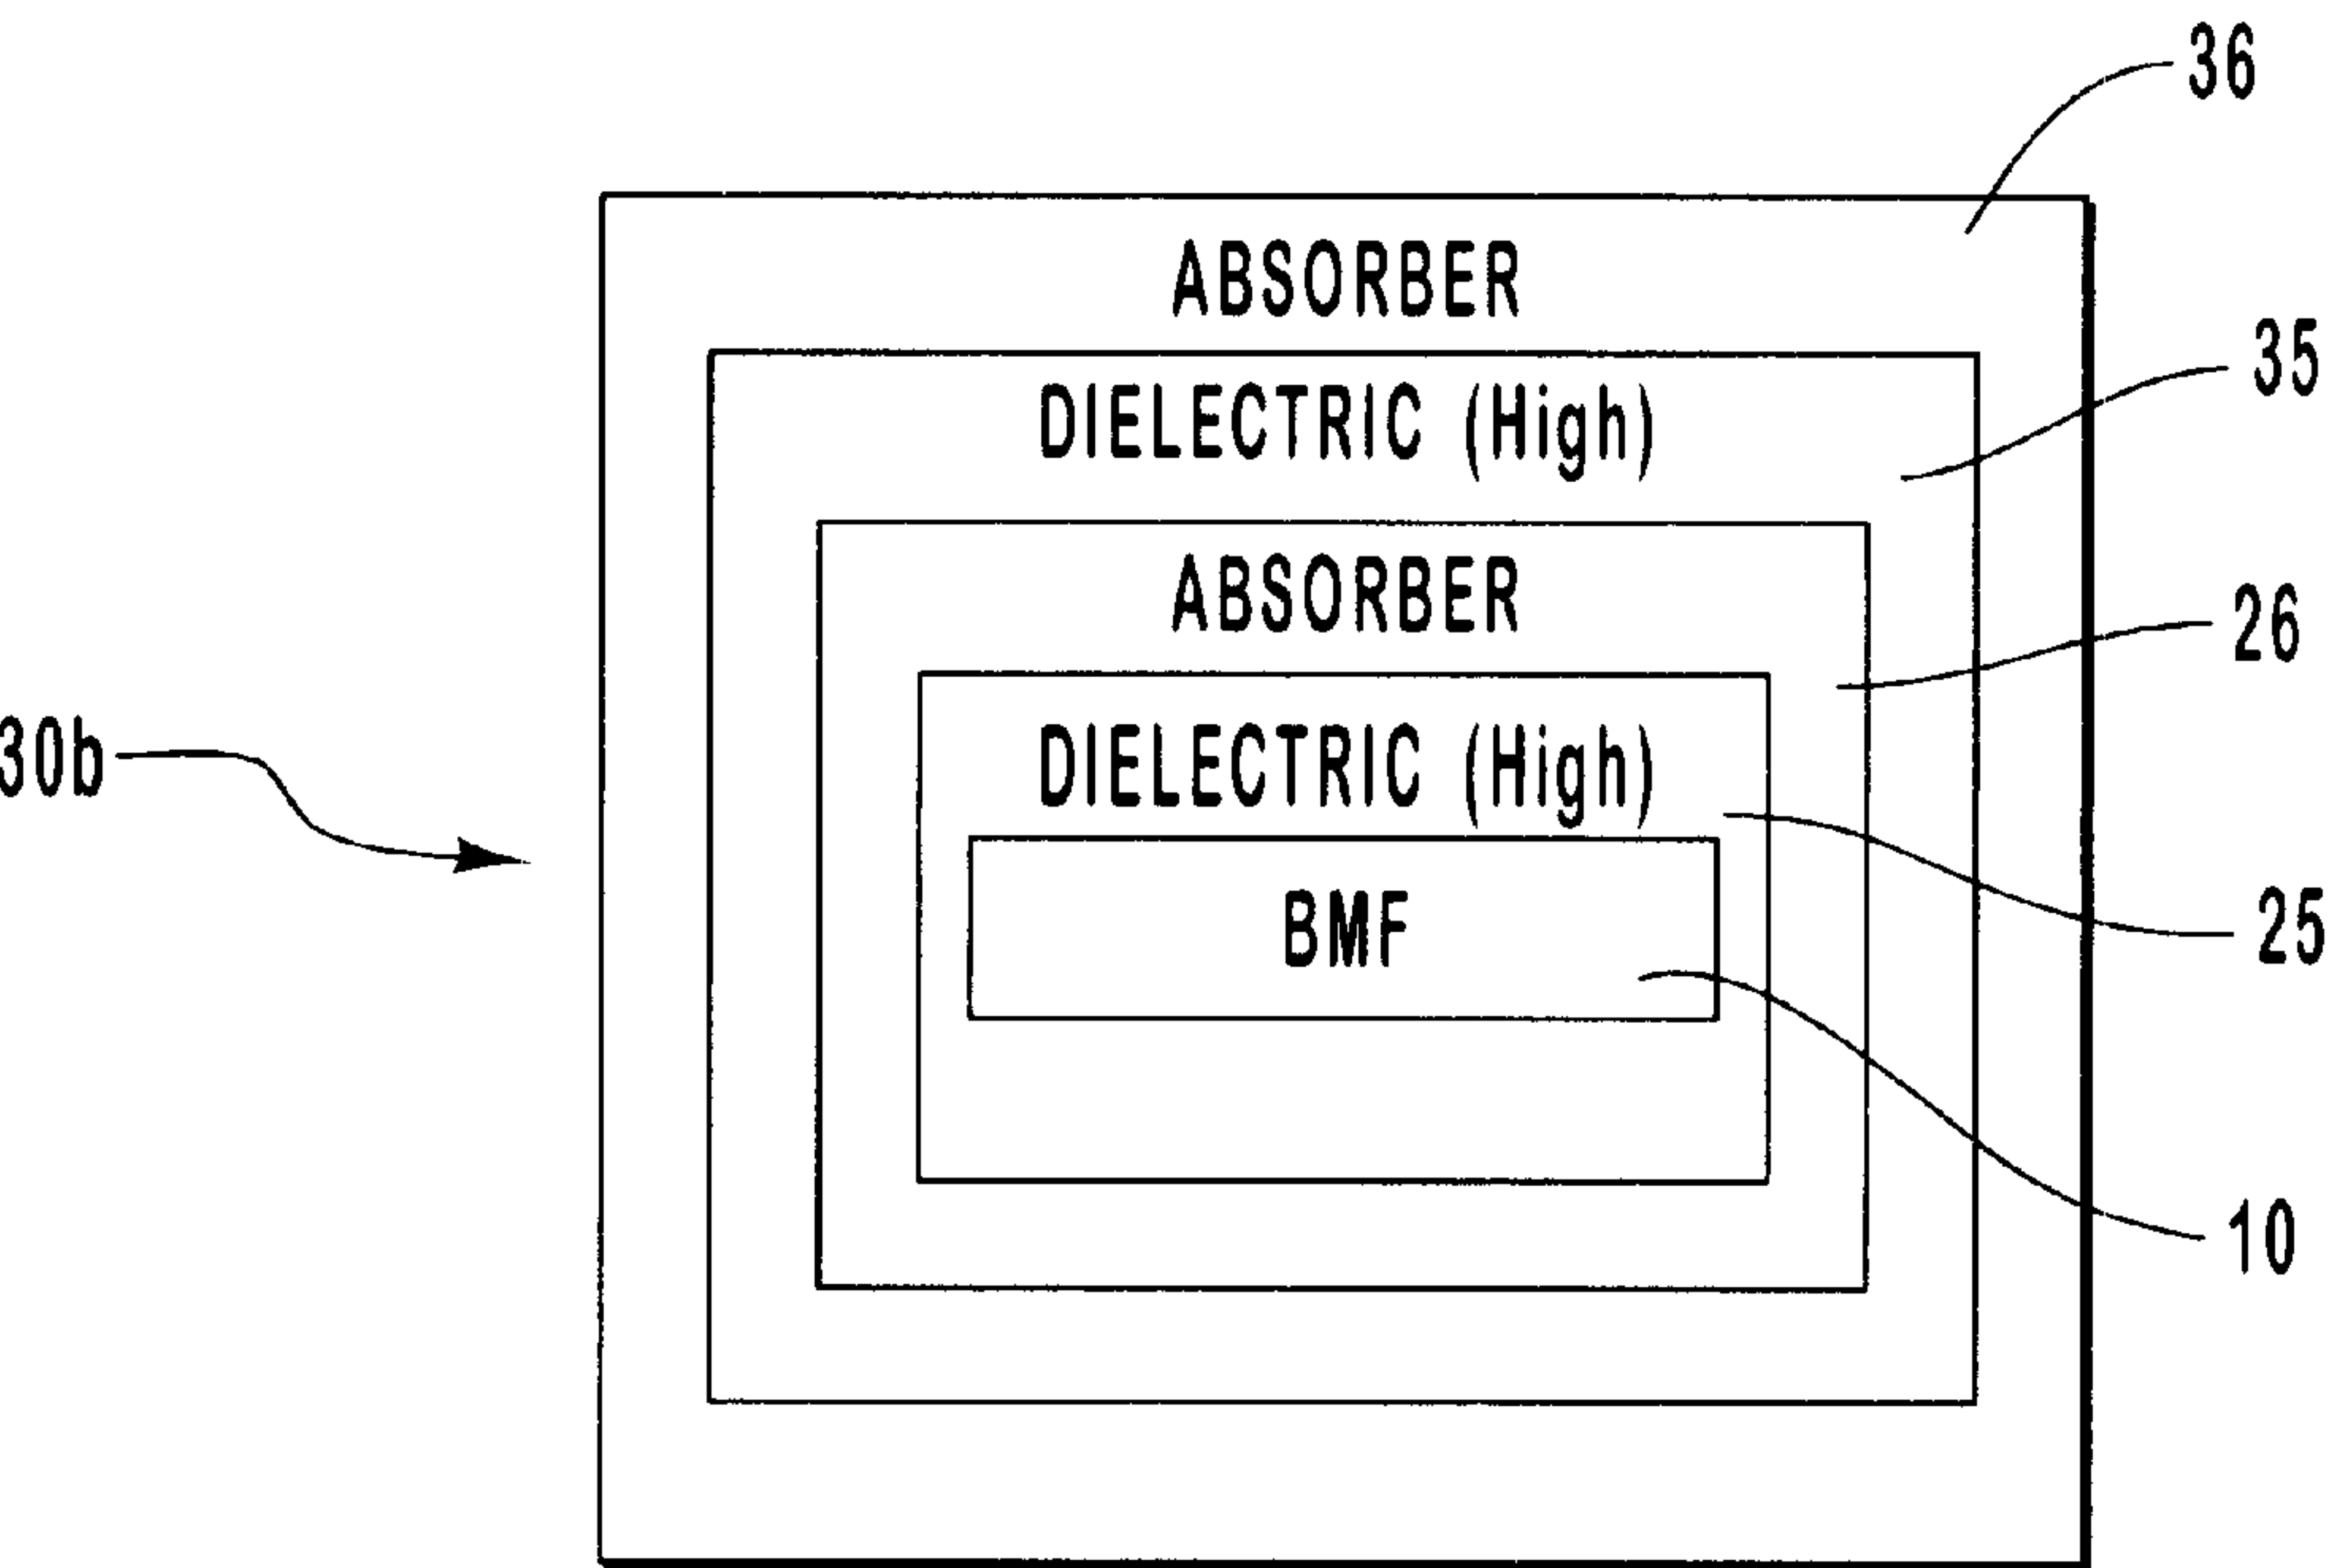 36
ABSORBER
35
DIELECTRIC (High)
ABSORBER
26
30b
DIELECTRIC (High)
25
BMF
10